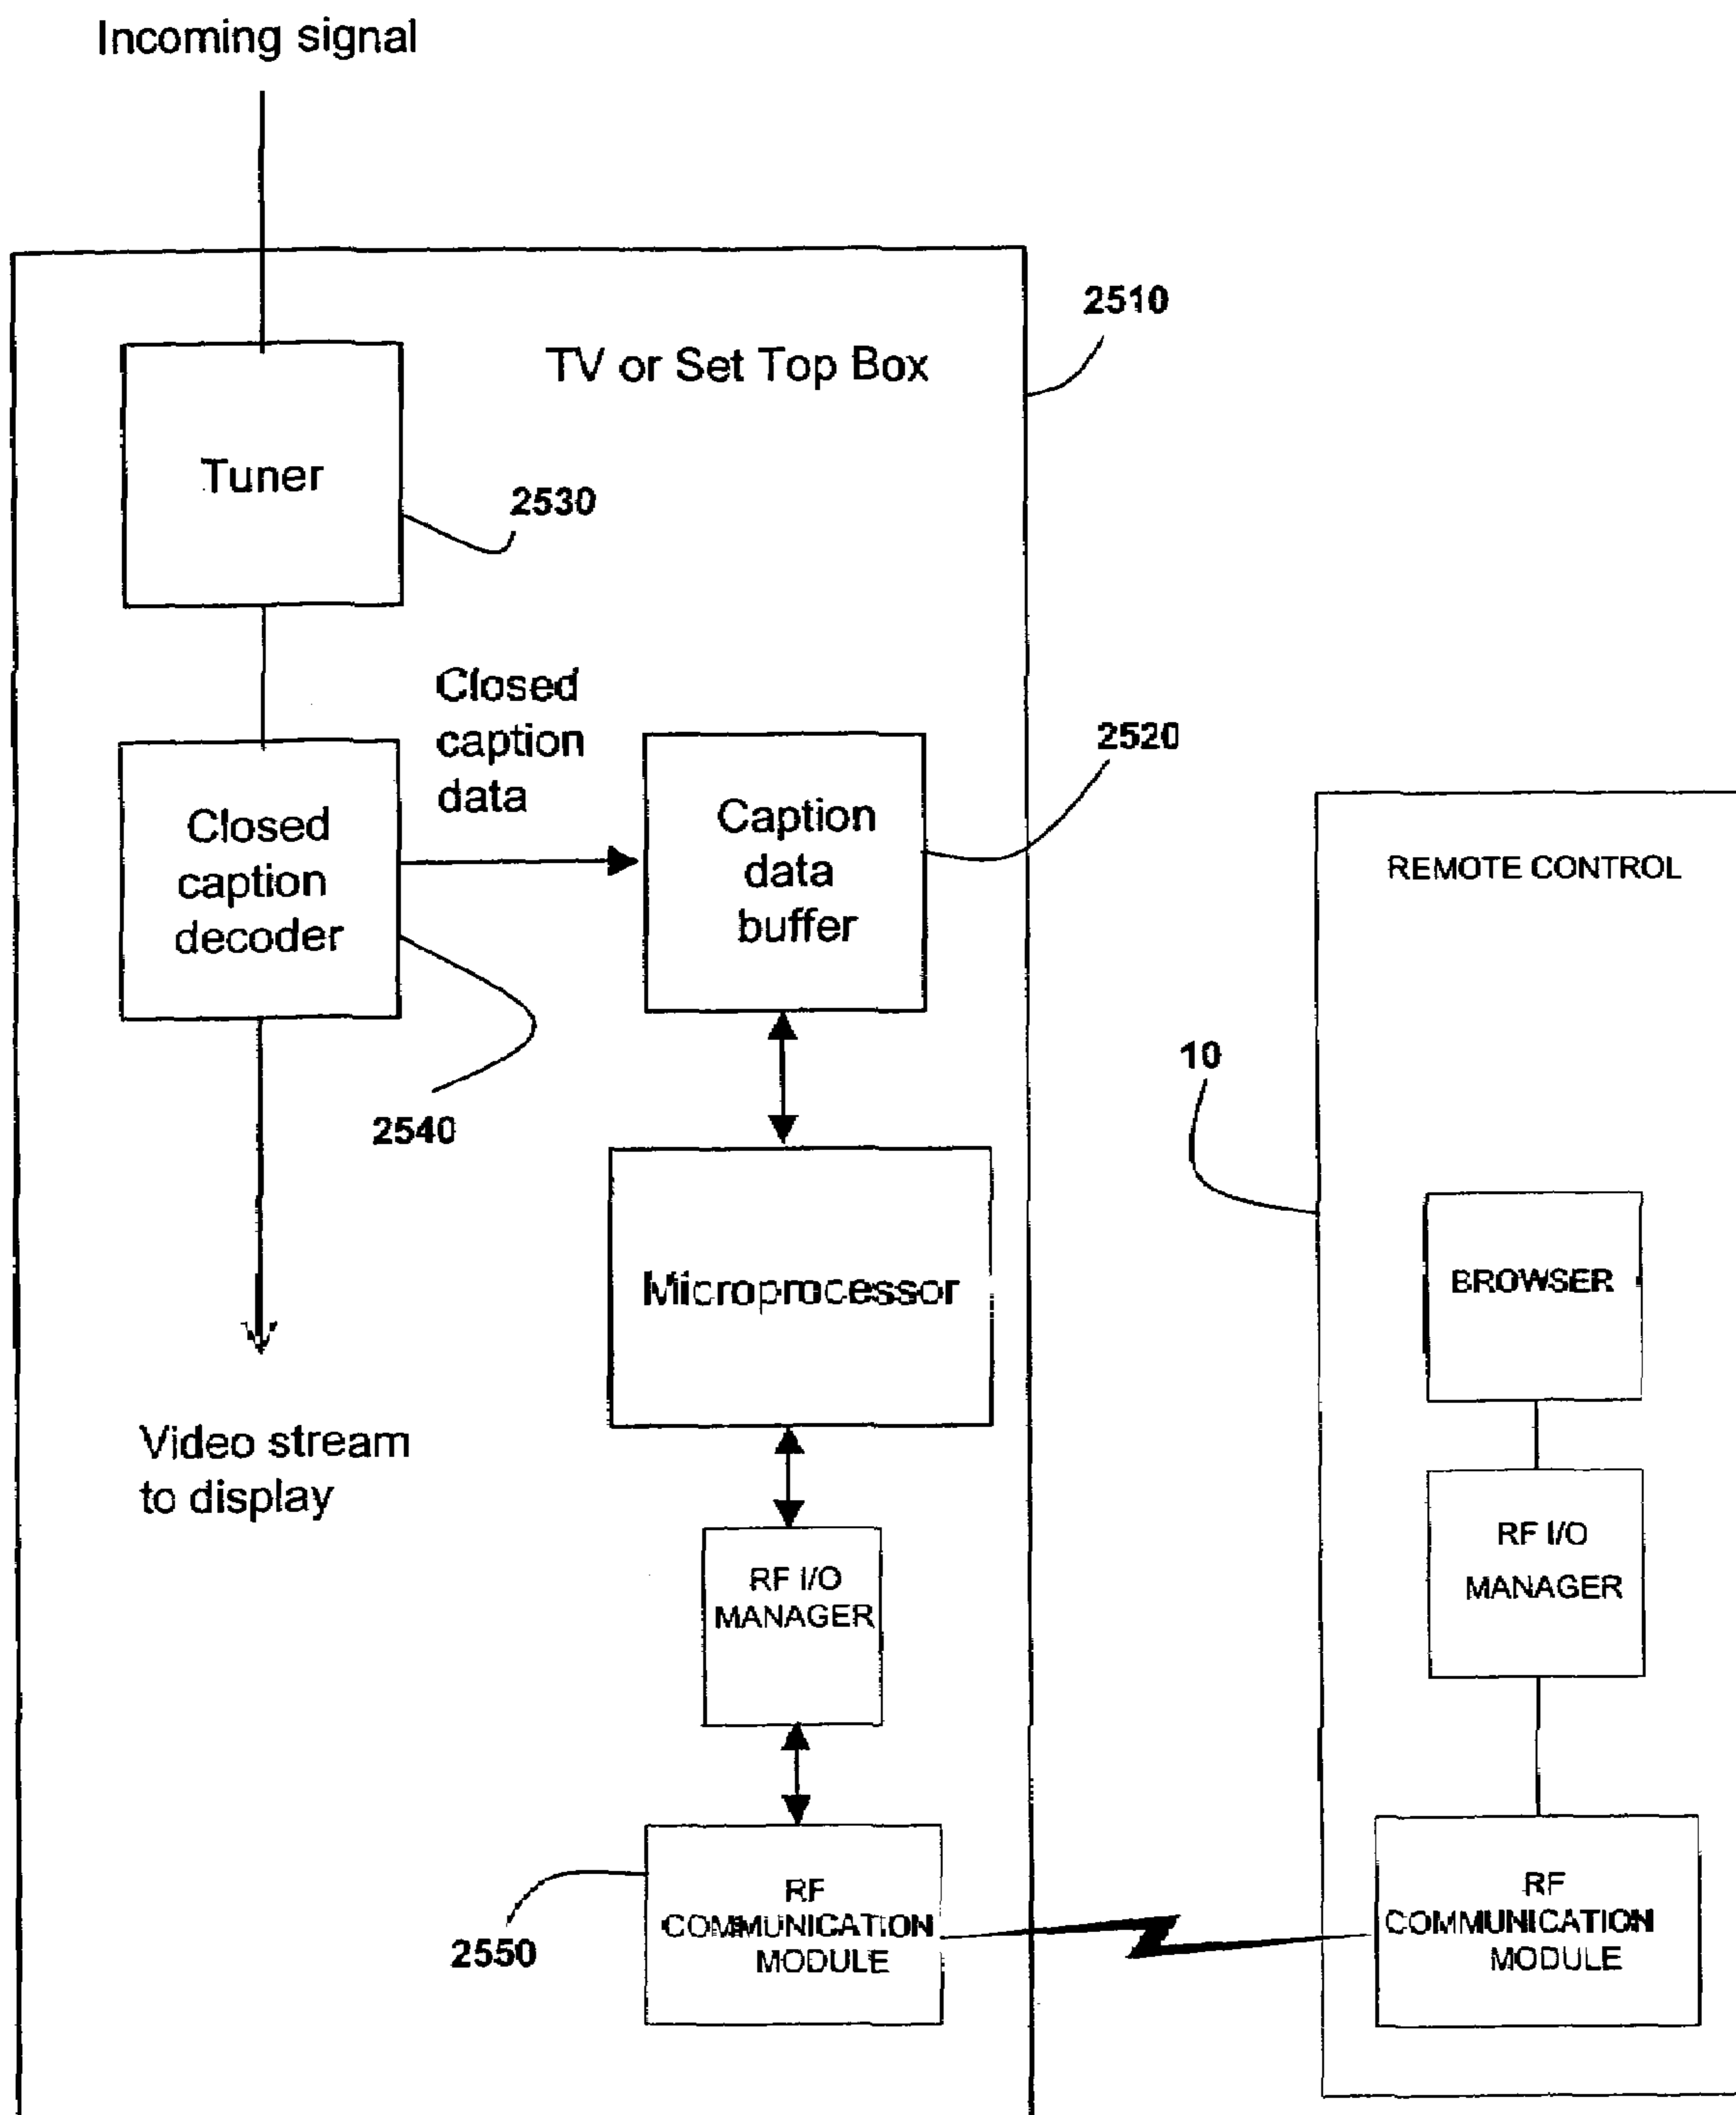 Incoming signal
2510
TV or Set Top Box
Tuner
2530
Closed
caption
data
2520
Closed
caption
decoder
Caption
data
buffer
REMOTE CONTROL
10
2540
Microprocessor
BROWSER
Video stream
to display
RF I/O
MANAGER
RF I/O
MANAGER
RF
COMMUNICATION
MODULE
2550
RF
COMMUNICATION
MODULE